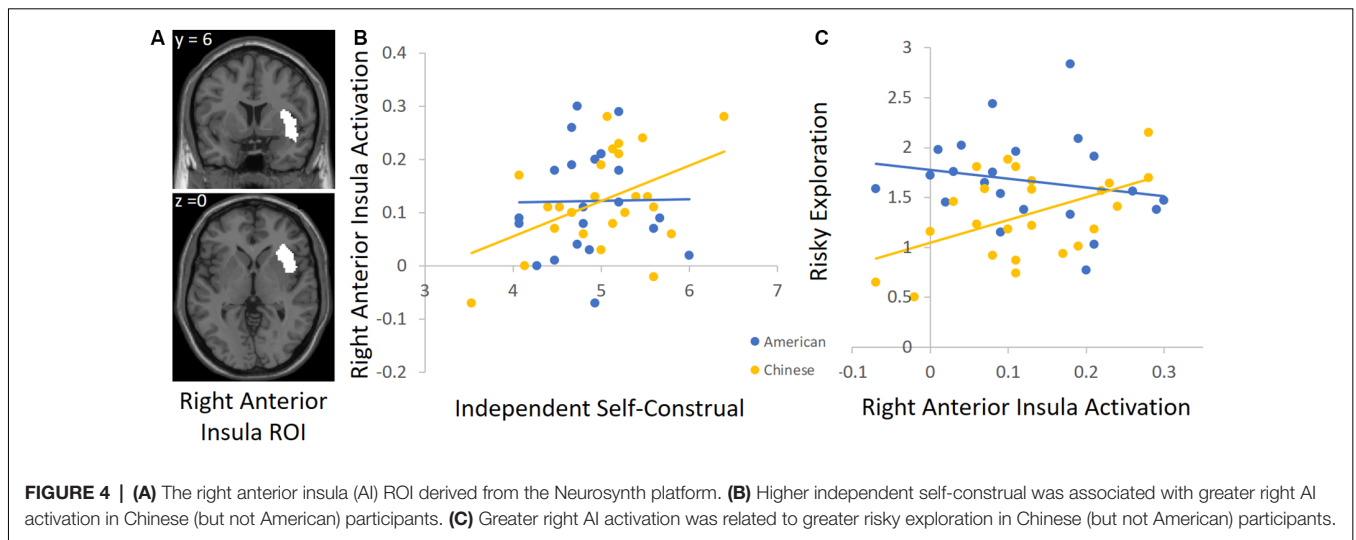 A
y = 6
z =0
Right Anterior
Insula ROI
B
Right Anterior Insula Activation
0.4
0.3
0.2
0.1
0
-0.1
-0.2
3
4
5
6
7
American
Chinese
Independent Self-Construal
C
Risky Exploration
3
2.5
2
1.5
1
0.5
0
-0.1
0
0.1
0.2
0.3
Right Anterior Insula Activation
FIGURE 4 | (A) The right anterior insula (AI) ROI derived from the Neurosynth platform. (B) Higher independent self-construal was associated with greater right AI
activation in Chinese (but not American) participants. (C) Greater right AI activation was related to greater risky exploration in Chinese (but not American) participants.